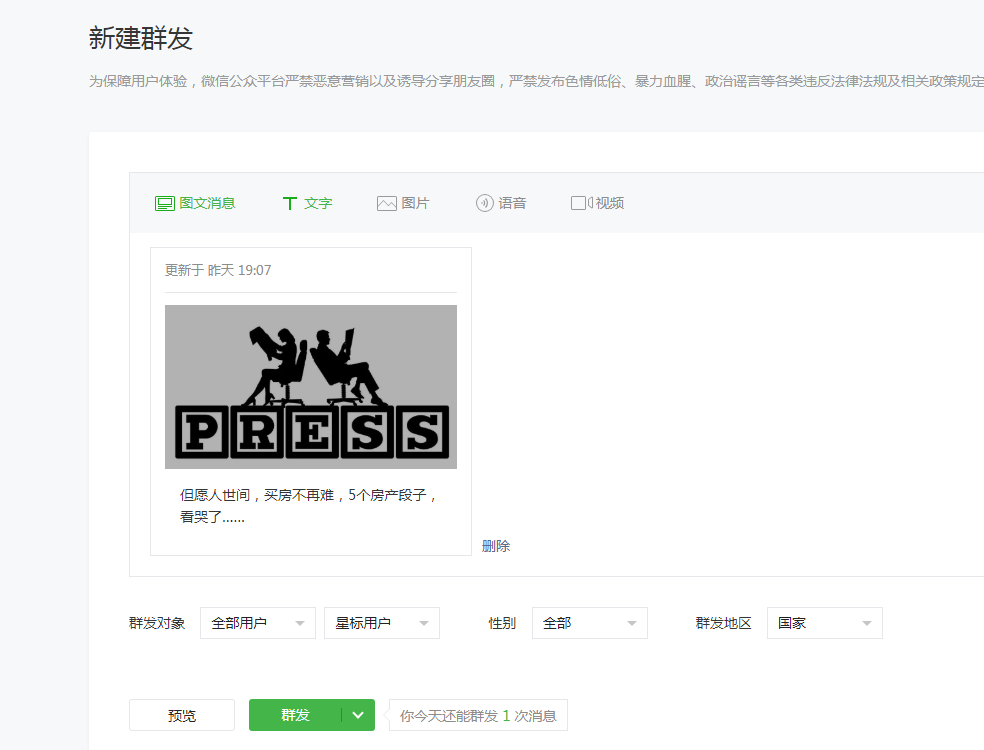 新建群发
为保障用户体验，微信公众平台严禁恶意营销以及诱导分享朋友圈，严禁发布色情低俗、暴力血腥、政治谣言等各类违反法律法规及相关政策规定
图文消息 文字 图片 语音 视频
更新于 昨天 19:07
PRESS
但愿人世间，买房不再难，5个房产段子，
看哭了......
删除
群发对象 全部用户 星标用户 性别 全部 群发地区 国家
预览 群发 你今天还能群发 1 次消息